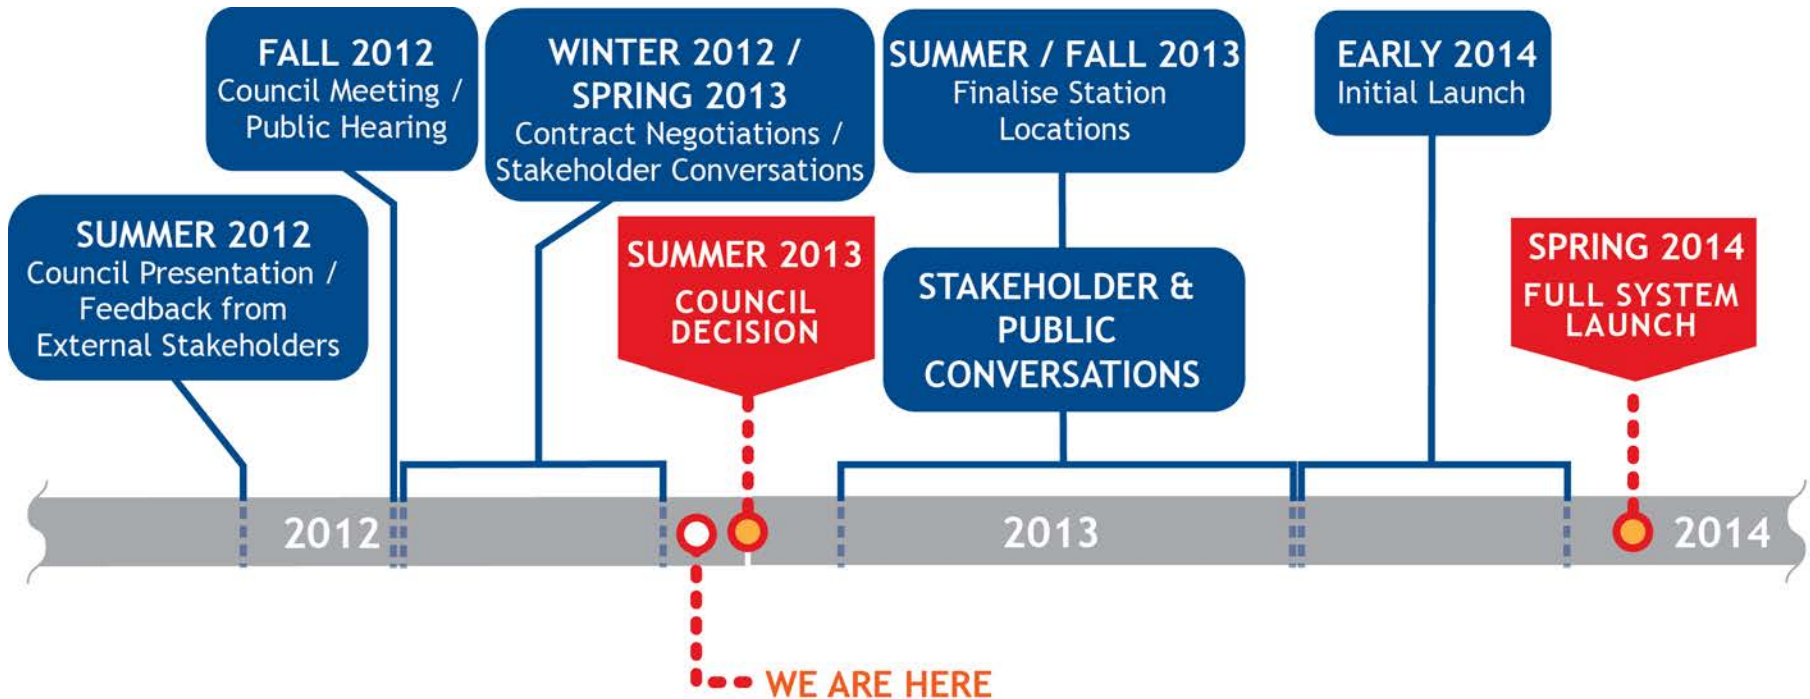 FALL 2012
Council Meeting /
Public Hearing
WINTER 2012 /
SPRING 2013
Contract Negotiations /
Stakeholder Conversations
SUMMER / FALL 2013
Finalise Station
Locations
EARLY 2014
Initial Launch
SUMMER 2012
Council Presentation /
Feedback from
External Stakeholders
SUMMER 2013
COUNCIL
DECISION
STAKEHOLDER &
PUBLIC
CONVERSATIONS
SPRING 2014
FULL SYSTEM
LAUNCH
2012
2013
2014
WE ARE HERE